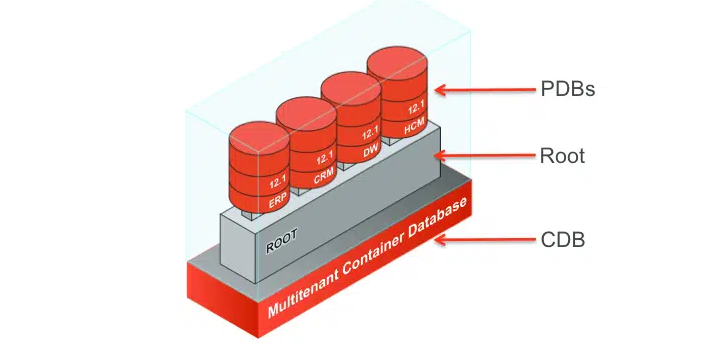 12.1
ERP
12.1
CRM
12.1
DW
12.1
HCM
ROOT
Multitenant Container Database
PDBs
Root
CDB